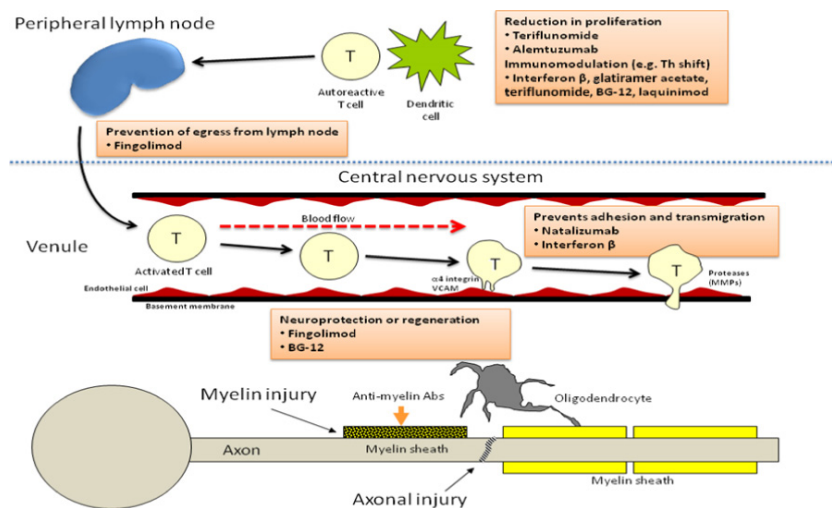 Peripheral lymph node
T
Autoreactive
T cell
Dendritic
cell
Reduction in proliferation
• Teriflunomide
• Alemtuzumab
Immunomodulation (e.g. Th shift)
• Interferon β, glatiramer acetate,
teriflunomide, BG-12, laquinimod
Prevention of egress from lymph node
• Fingolimod
Central nervous system
Venule
Blood flow
T
Activated T cell
T
T
α4 integrin
VCAM
Prevents adhesion and transmigration
• Natalizumab
• Interferon β
T
Proteases
(MMPs)
Endothelial cell
Basement membrane
Neuroprotection or regeneration
• Fingolimod
• BG-12
Myelin injury
Anti-myelin Abs
Oligodendrocyte
Axon
Myelin sheath
Axonal injury
Myelin sheath